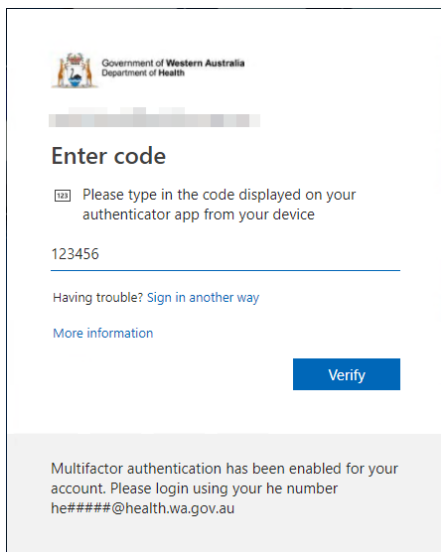 Government of Western Australia
Department of Health
Enter code
123
Please type in the code displayed on your
authenticator app from your device
123456
Having trouble? Sign in another way
More information
Verify
Multifactor authentication has been enabled for your
account. Please login using your he number
he#####@health.wa.gov.au